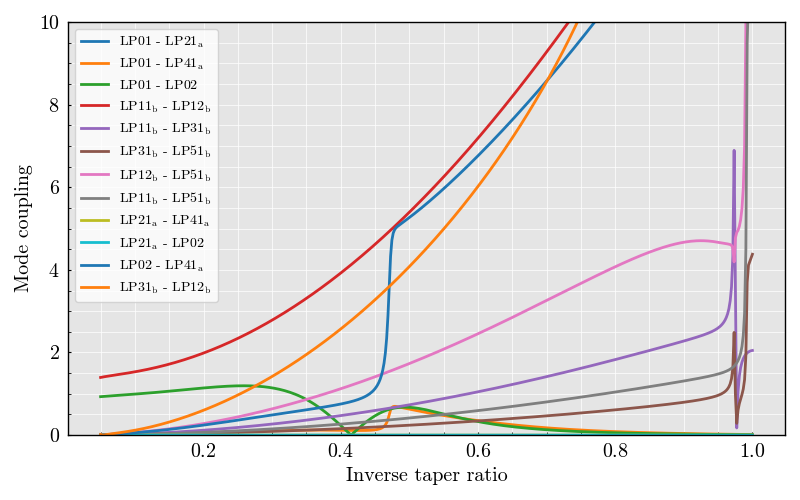 10
8
6
4
2
0
Mode coupling
LP01 - LP21a
LP01 - LP41a
LP01 - LP02
LP11b - LP12b
LP11b - LP31b
LP31b - LP51b
LP12b - LP51b
LP11b - LP51b
LP21a - LP41a
LP21a - LP02
LP02 - LP41a
LP31b - LP12b
0.2 0.4 0.6 0.8 1.0
Inverse taper ratio